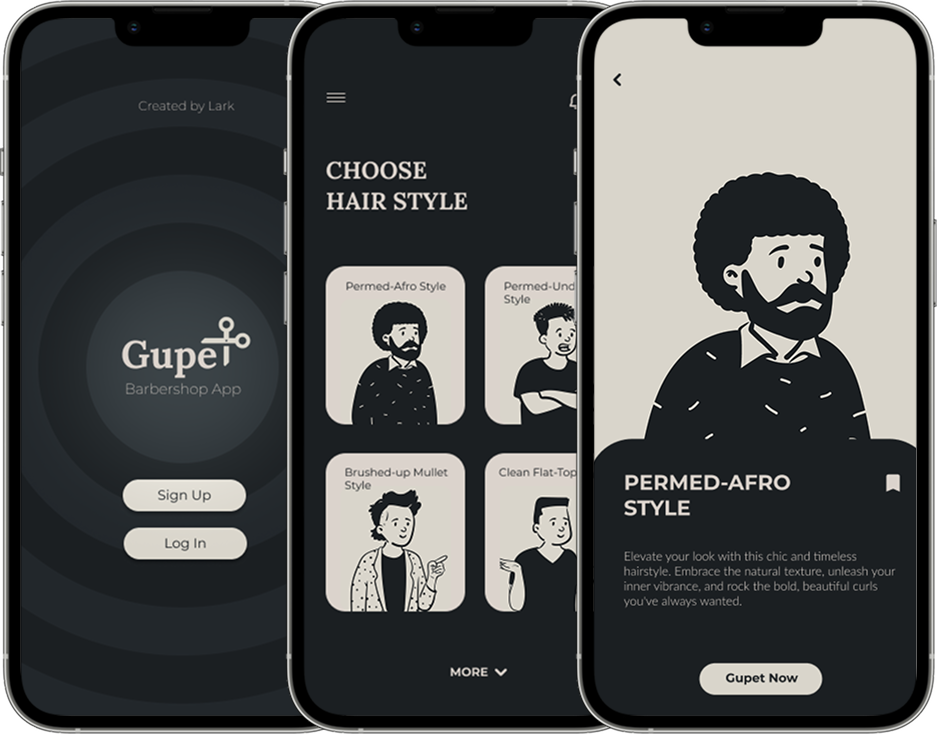 Created by Lark
Gupet
Barbershop App
Sign Up
Log In
CHOOSE
HAIR STYLE
Permed-Afro Style
Permed-Und
Style
Brushed-up Mullet
Style
Clean Flat-Top
MORE
PERMED-AFRO
STYLE
Elevate your look with this chic and timeless
hairstyle. Embrace the natural texture, unleash your
inner vibrance, and rock the bold, beautiful curls
you've always wanted.
Gupet Now